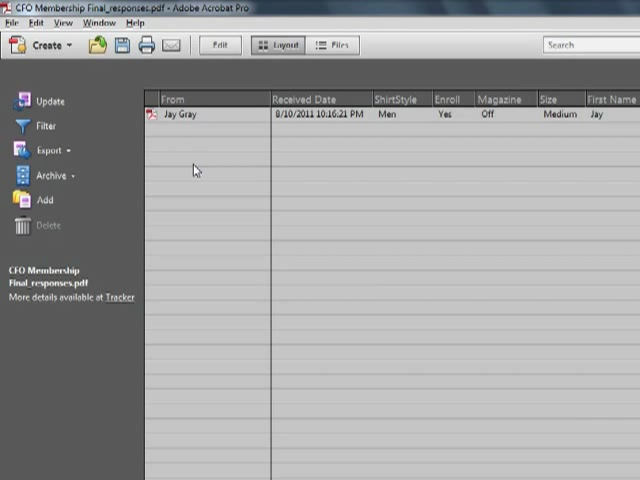 CFO Membership Final_responses.pdf - Adobe Acrobat Pro
File Edit View Window Help
Create Edit Layout Files Search
From Received Date ShirtStyle Enroll Magazine Size First Name
Jay Gray 8/10/2011 10:16:21 PM Men Yes Off Medium Jay
Update
Filter
Export
Archive
Add
Delete
CFO Membership
Final_responses.pdf
More details available at Tracker